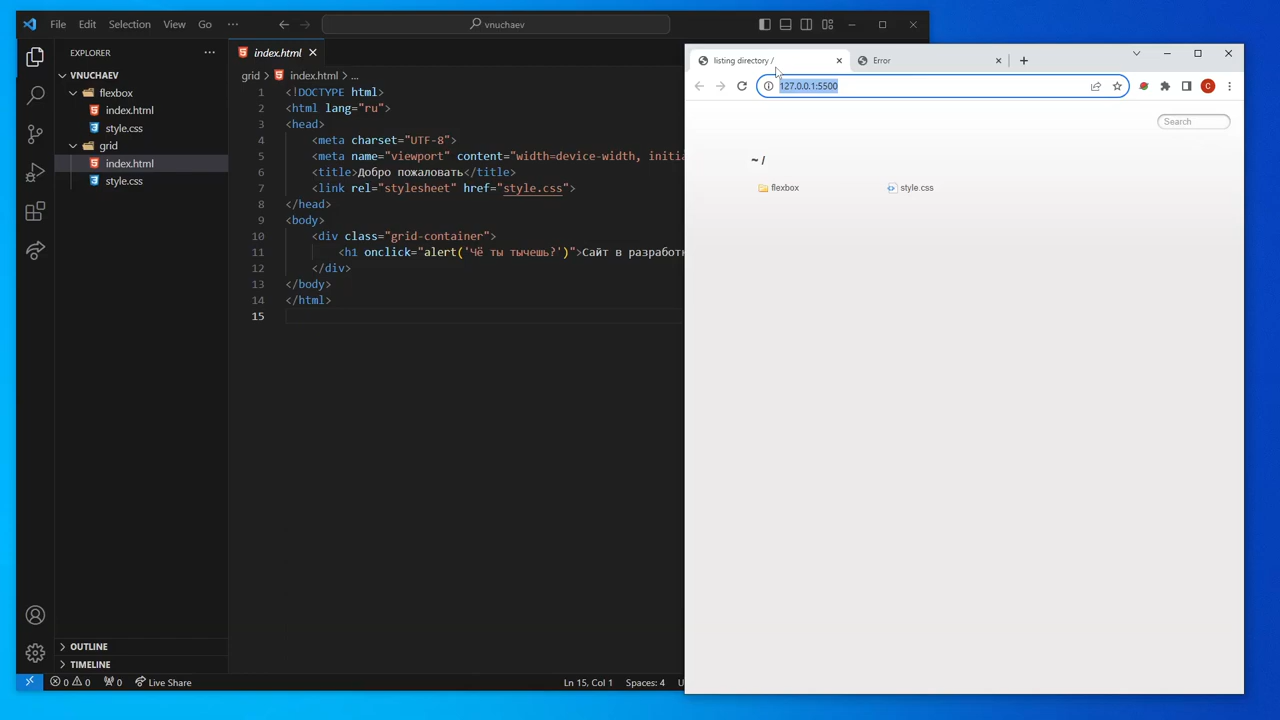 File Edit Selection View Go ··· vnuchaev
EXPLORER ···
VNUCHAEV
flexbox
index.html
style.css
grid
index.html
style.css
OUTLINE
TIMELINE
index.html
grid > index.html > ...
1 <!DOCTYPE html>
2 <html lang="ru">
3 <head>
4 <meta charset="UTF-8">
5 <meta name="viewport" content="width=device-width,
6 <title>Добро пожаловать</title>
7 <link rel="stylesheet" href="style.css">
8 </head>
9 <body>
10 <div class="grid-container">
11 <h1 onclick="alert('Чё ты тычешь?')">Сайт в
12 </div>
13 </body>
14 </html>
15
0 0 0 Live Share Ln 15, Col 1 Spaces: 4
listing directory / Error
127.0.0.1:5500
C
Search
~ /
flexbox style.css